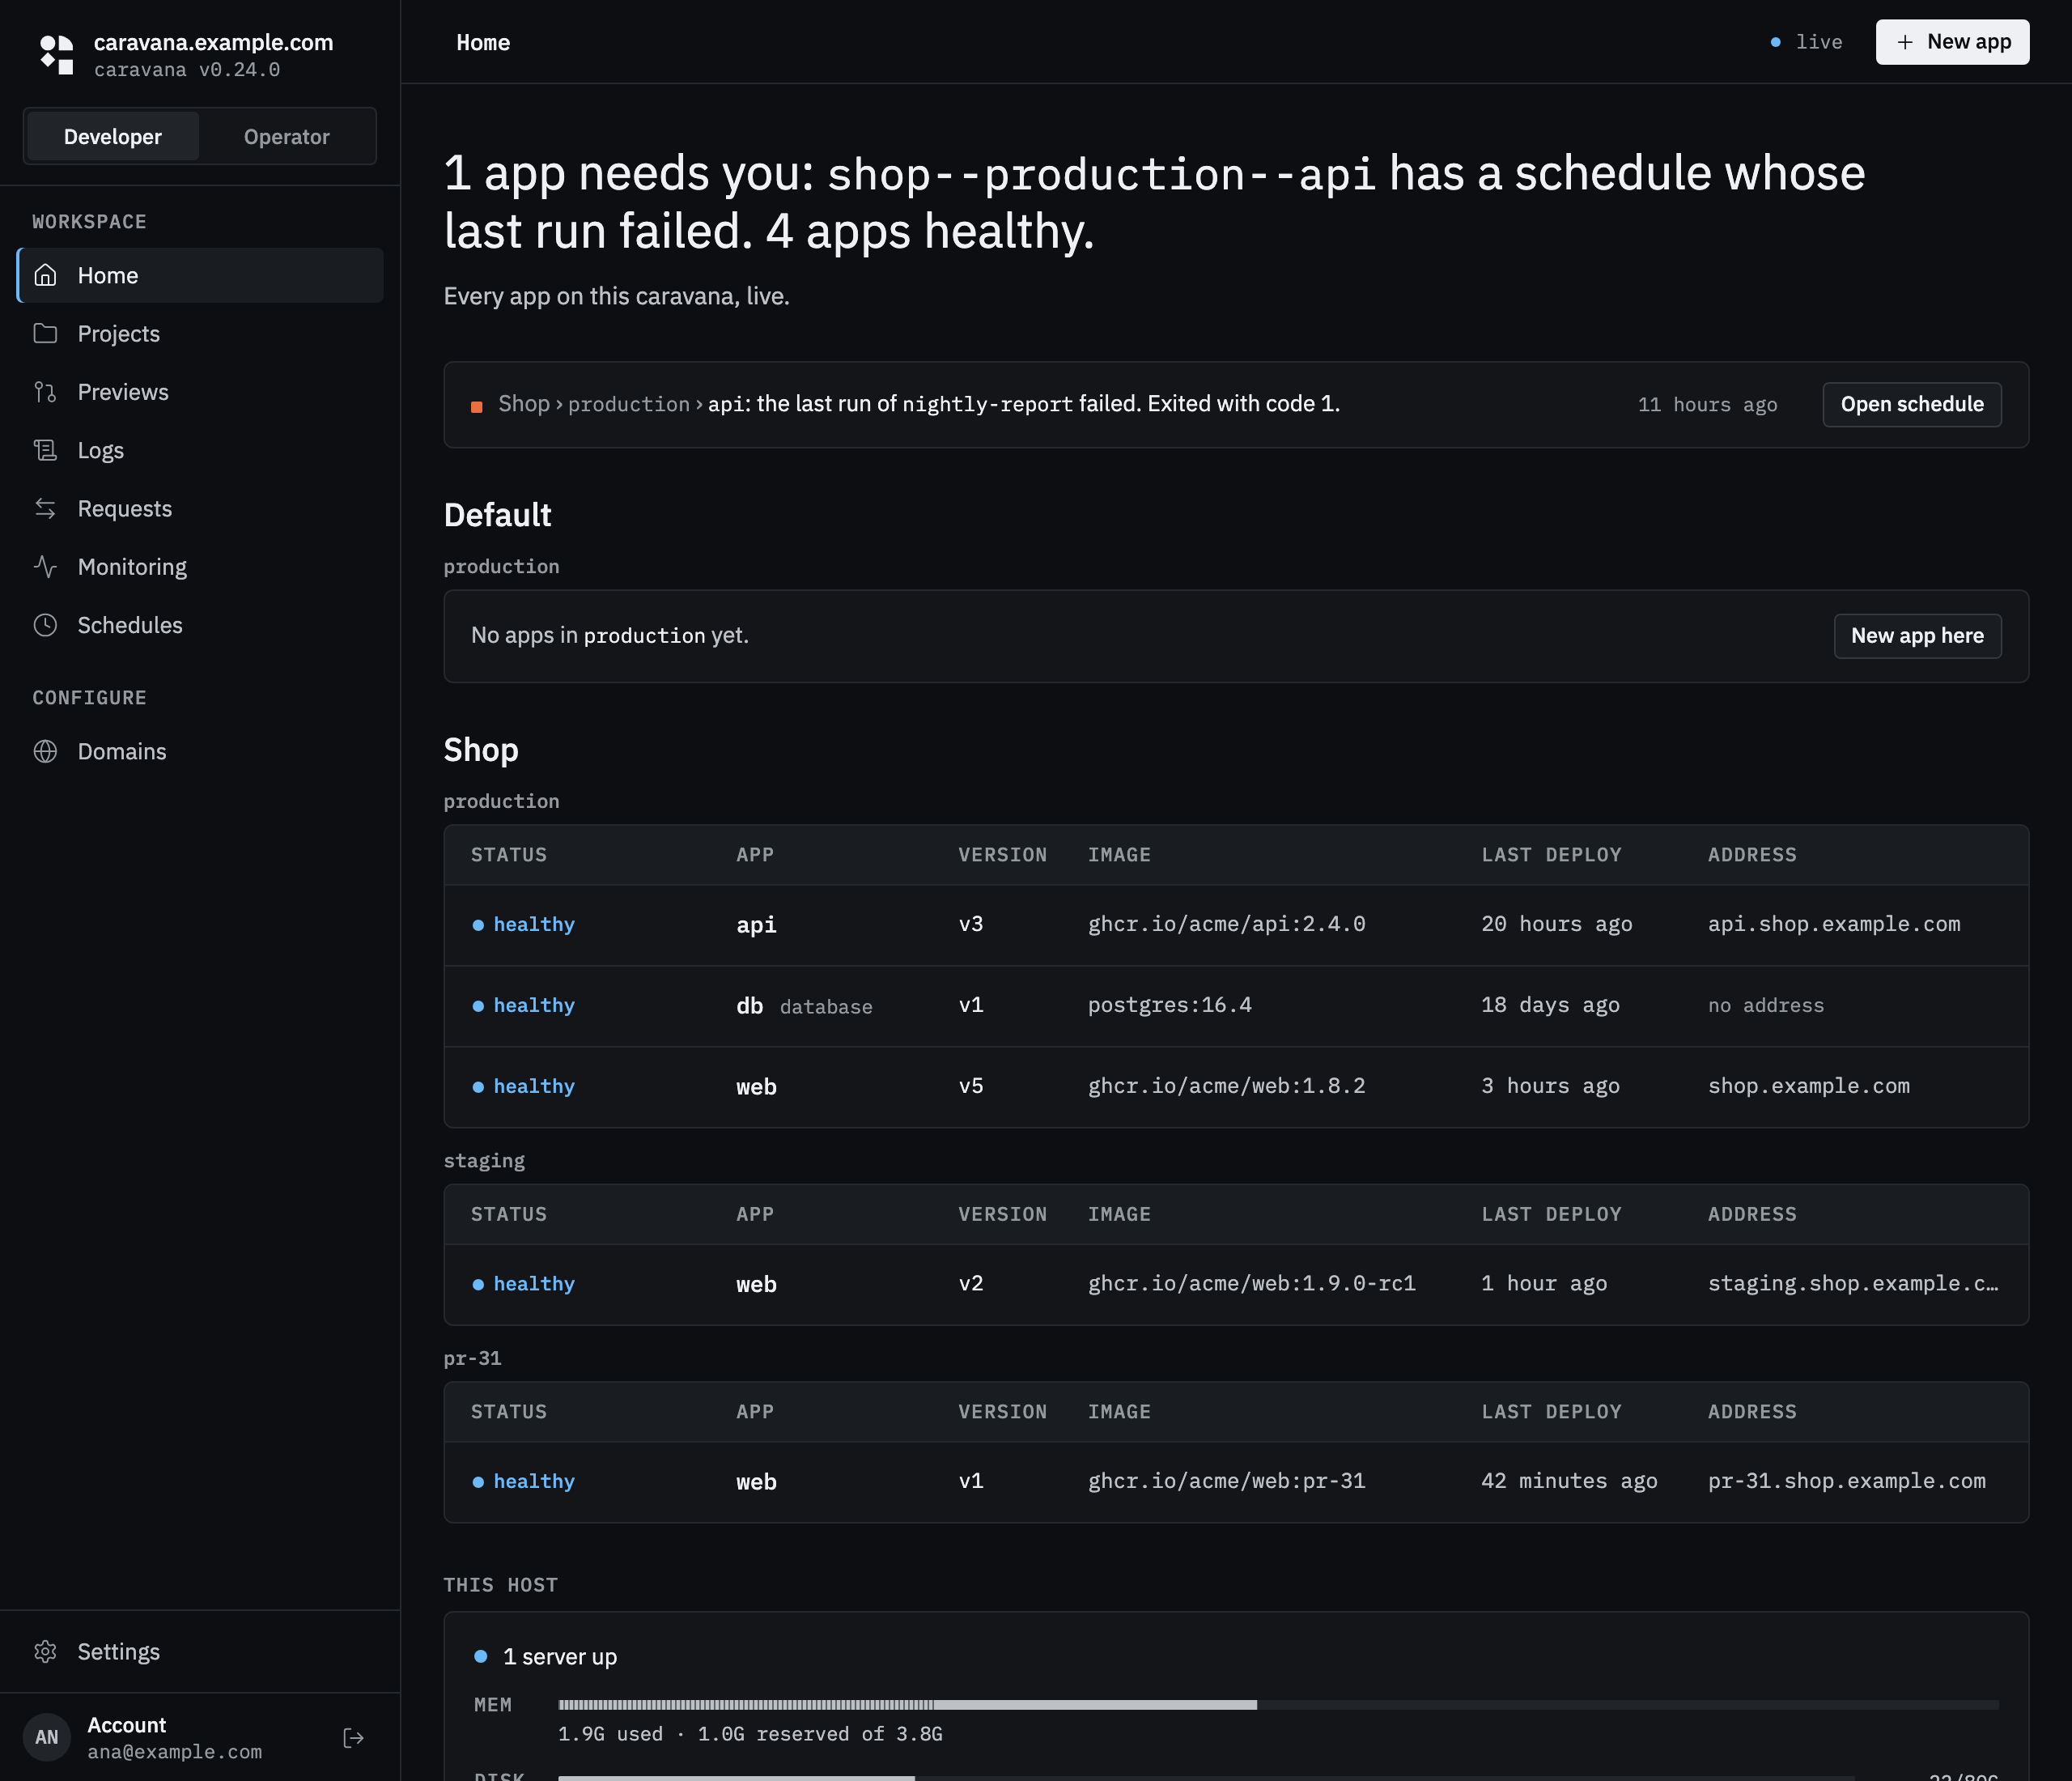 caravana.example.com
caravana v0.24.0
Developer
Operator
WORKSPACE
Home
Projects
Previews
Logs
Requests
Monitoring
Schedules
CONFIGURE
Domains
Settings
AN
Account
ana@example.com
Home
live
+ New app
1 app needs you: shop--production--api has a schedule whose
last run failed. 4 apps healthy.
Every app on this caravana, live.
Shop › production › api: the last run of nightly-report failed. Exited with code 1.
11 hours ago
Open schedule
Default
production
No apps in production yet.
New app here
Shop
production
STATUS APP VERSION IMAGE LAST DEPLOY ADDRESS
healthy api v3 ghcr.io/acme/api:2.4.0 20 hours ago api.shop.example.com
healthy db database v1 postgres:16.4 18 days ago no address
healthy web v5 ghcr.io/acme/web:1.8.2 3 hours ago shop.example.com
staging
STATUS APP VERSION IMAGE LAST DEPLOY ADDRESS
healthy web v2 ghcr.io/acme/web:1.9.0-rc1 1 hour ago staging.shop.example.c…
pr-31
STATUS APP VERSION IMAGE LAST DEPLOY ADDRESS
healthy web v1 ghcr.io/acme/web:pr-31 42 minutes ago pr-31.shop.example.com
THIS HOST
1 server up
MEM
1.9G used · 1.0G reserved of 3.8G
DISK